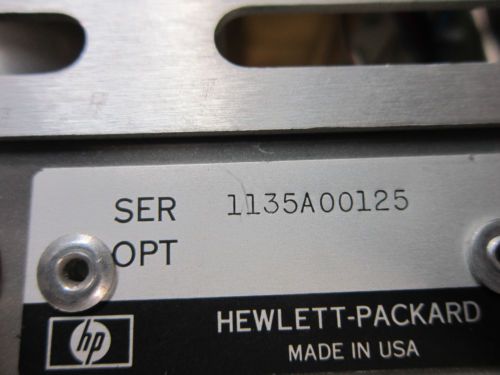 SER 1135A00125
OPT
hp HEWLETT-PACKARD
MADE IN USA